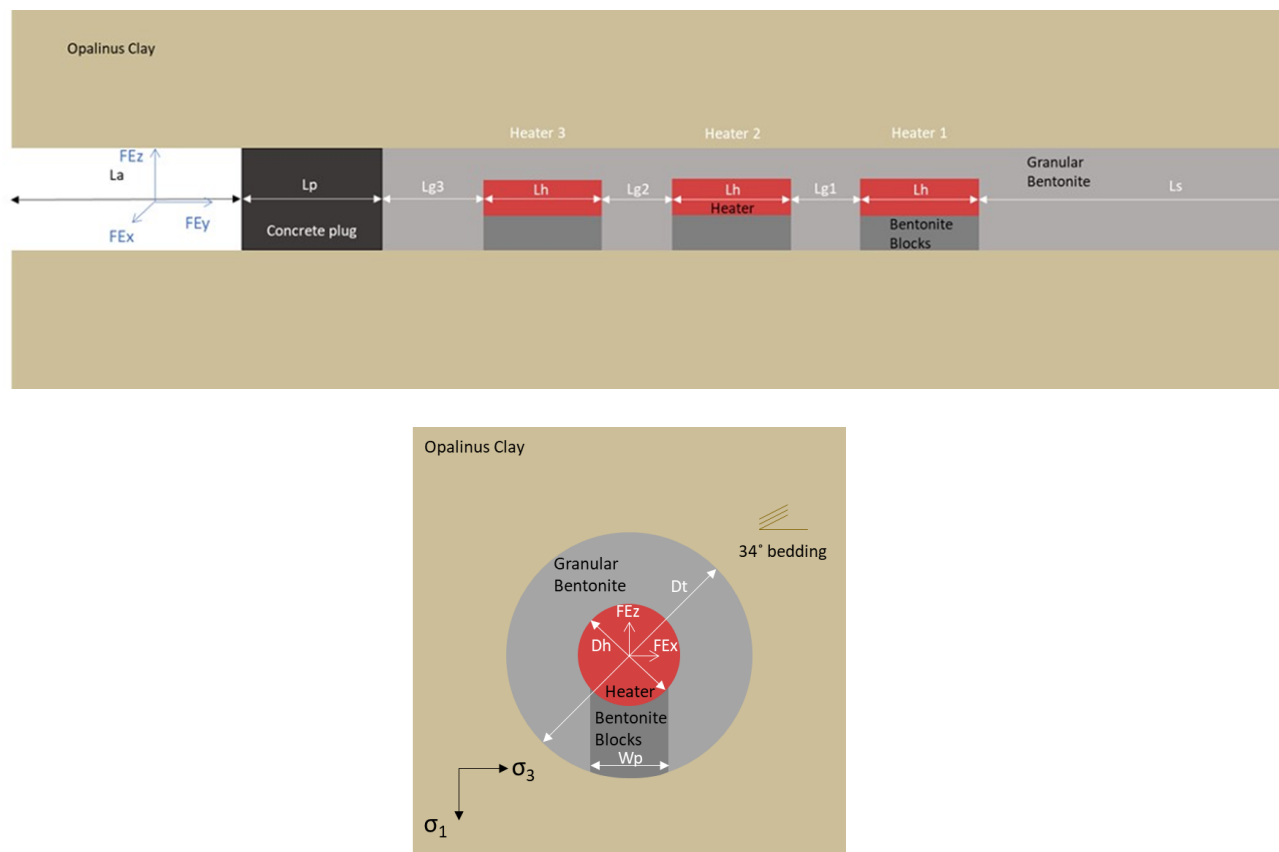 Opalinus Clay
Heater 3
Heater 2
Heater 1
FEz
La
Lp
Lg3
Lh
Lg2
Lh
Lg1
Lh
Granular
Bentonite
Ls
FEx
FEy
Heater
Concrete plug
Bentonite
Blocks
Opalinus Clay
34° bedding
Granular
Bentonite
Dt
FEz
Dh
FEx
Heater
Bentonite
Blocks
Wp
σ3
σ1